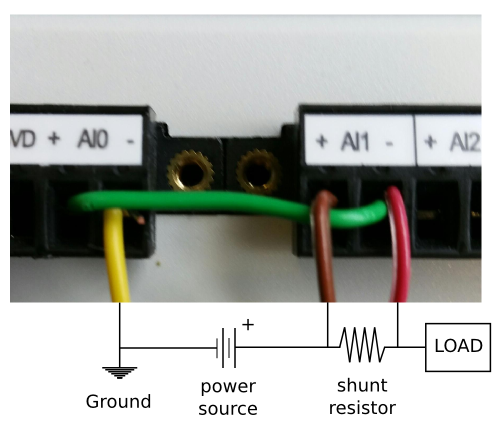 VD + AI0 -
+ AI1 -
+ AI2
+
LOAD
Ground
power
source
shunt
resistor